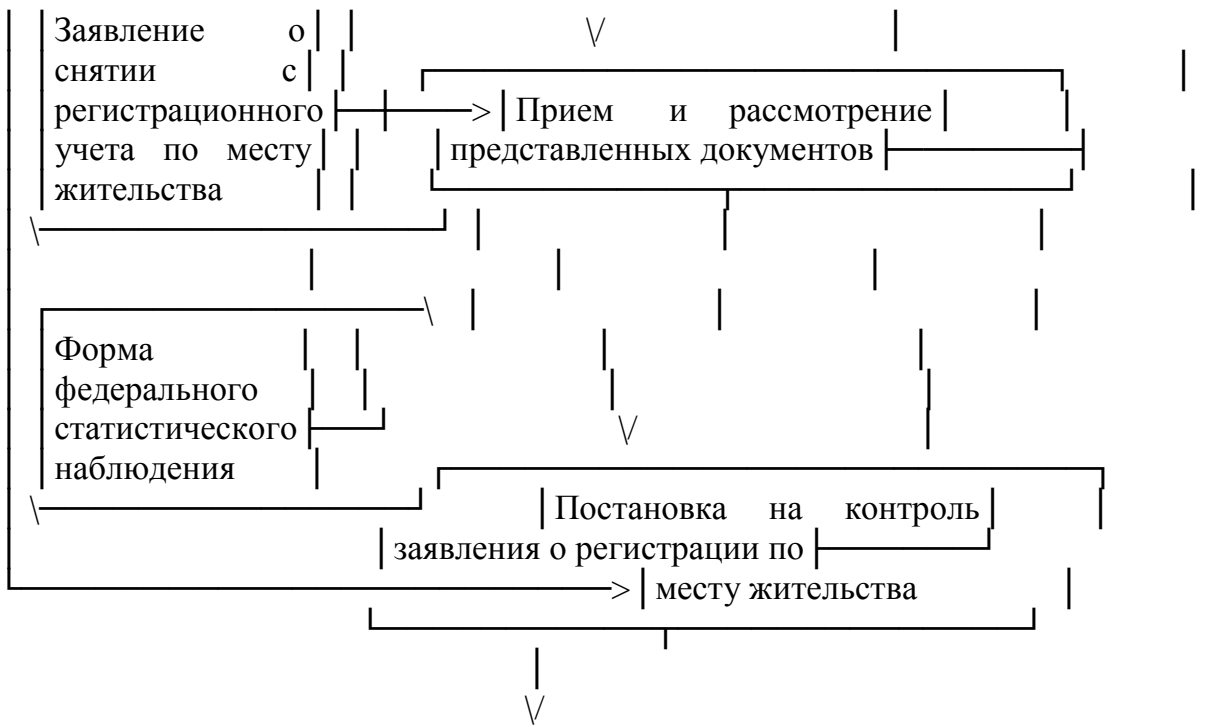 Заявление о
снятии с
регистрационного
учета по месту
жительства
Прием и рассмотрение
представленных документов
Форма
федерального
статистического
наблюдения
Постановка на контроль
заявления о регистрации по
месту жительства